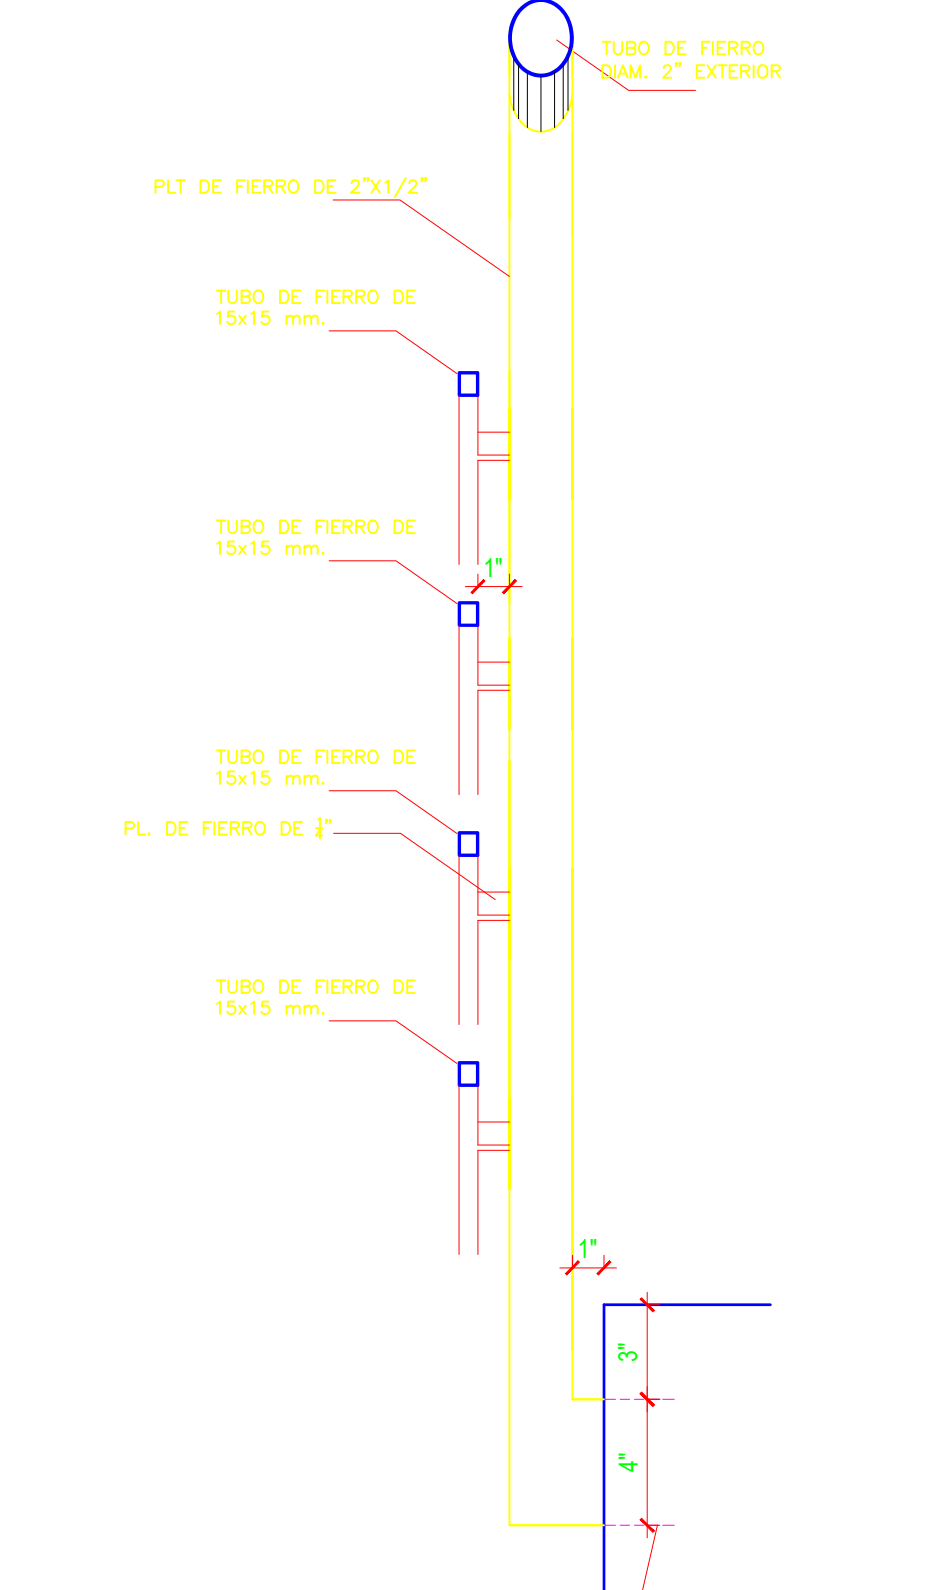 TUBO DE FIERRO
DIAM. 2" EXTERIOR
PLT DE FIERRO DE 2"X1/2"
TUBO DE FIERRO DE
15x15 mm.
TUBO DE FIERRO DE
15x15 mm.
1"
TUBO DE FIERRO DE
15x15 mm.
PL. DE FIERRO DE
TUBO DE FIERRO DE
15x15 mm.
1"
3"
4"